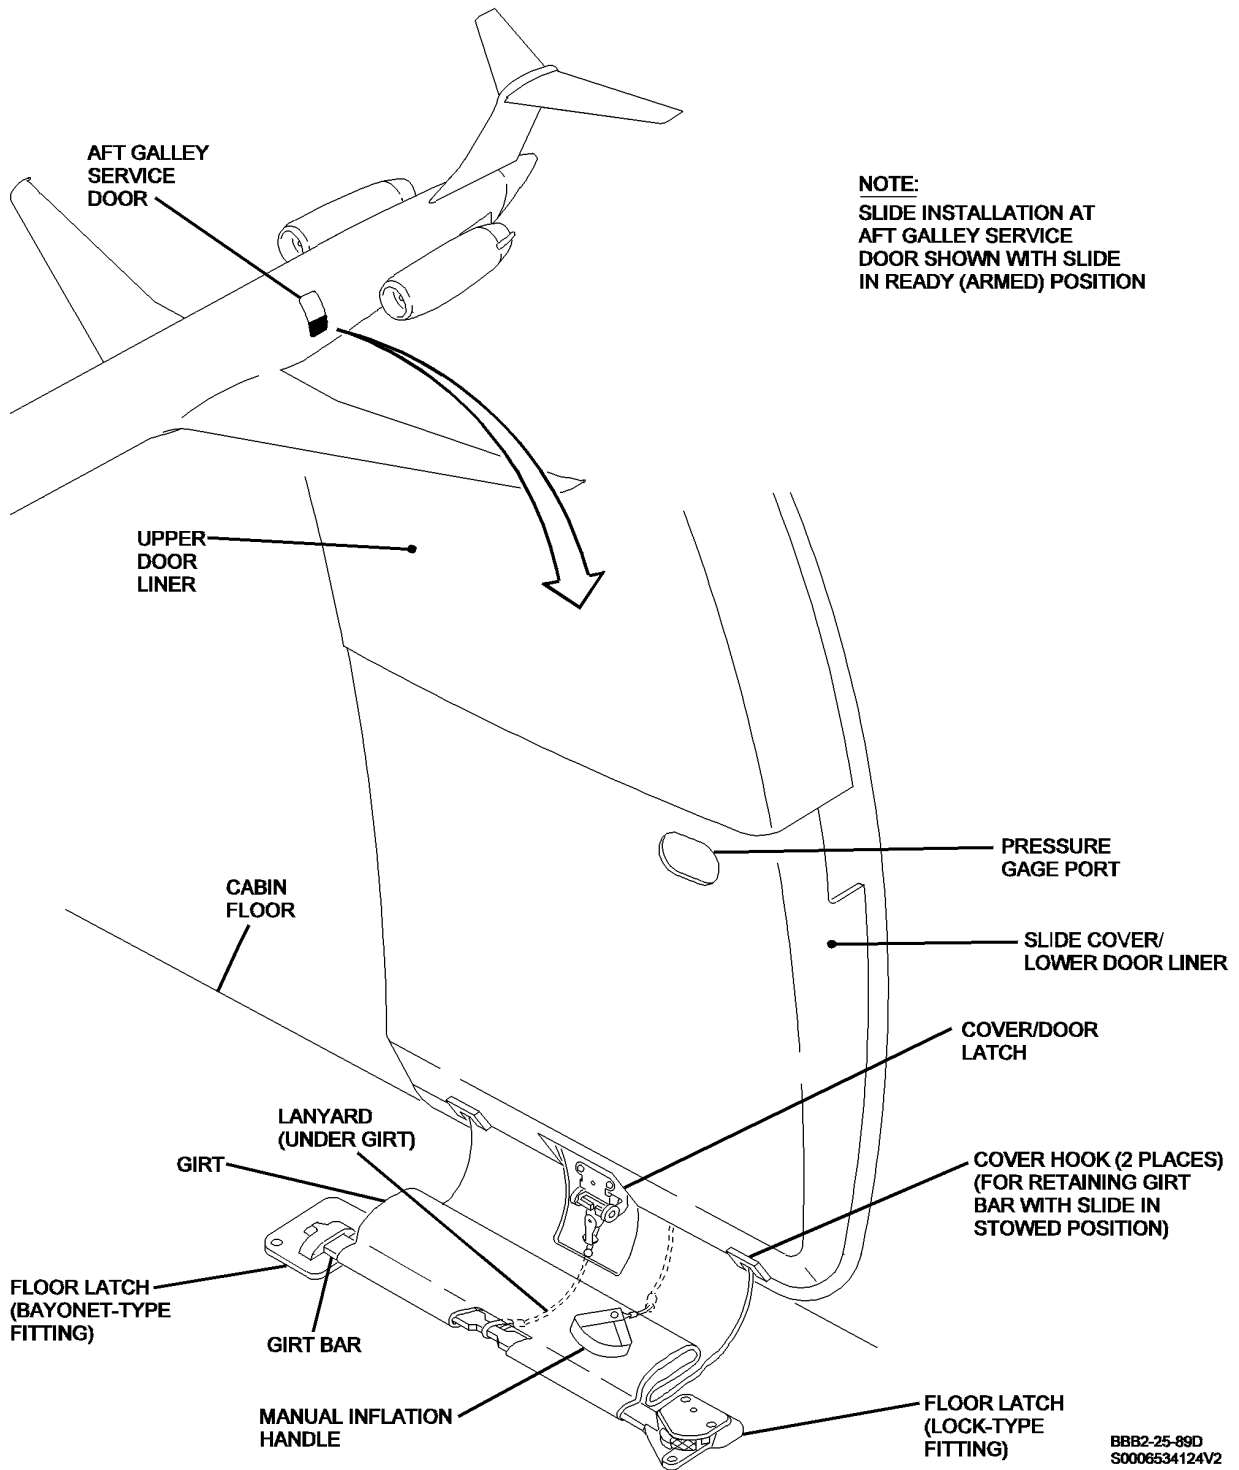 AFT GALLEY
SERVICE
DOOR
NOTE:
SLIDE INSTALLATION AT
AFT GALLEY SERVICE
DOOR SHOWN WITH SLIDE
IN READY (ARMED) POSITION
UPPER
DOOR
LINER
PRESSURE
GAGE PORT
CABIN
FLOOR
SLIDE COVER/
LOWER DOOR LINER
COVER/DOOR
LATCH
LANYARD
(UNDER GIRT)
GIRT
COVER HOOK (2 PLACES)
(FOR RETAINING GIRT
BAR WITH SLIDE IN
STOWED POSITION)
FLOOR LATCH
(BAYONET-TYPE
FITTING)
GIRT BAR
MANUAL INFLATION
HANDLE
FLOOR LATCH
(LOCK-TYPE
FITTING)
BBB2-25-89D
S0006534124V2